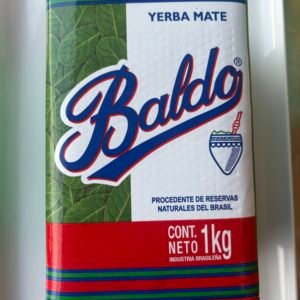 YERBA MATE
Baldo®
PROCEDENTE DE RESERVAS
NATURALES DEL BRASIL
CONT.
NETO 1kg
INDUSTRIA BRASILEÑA